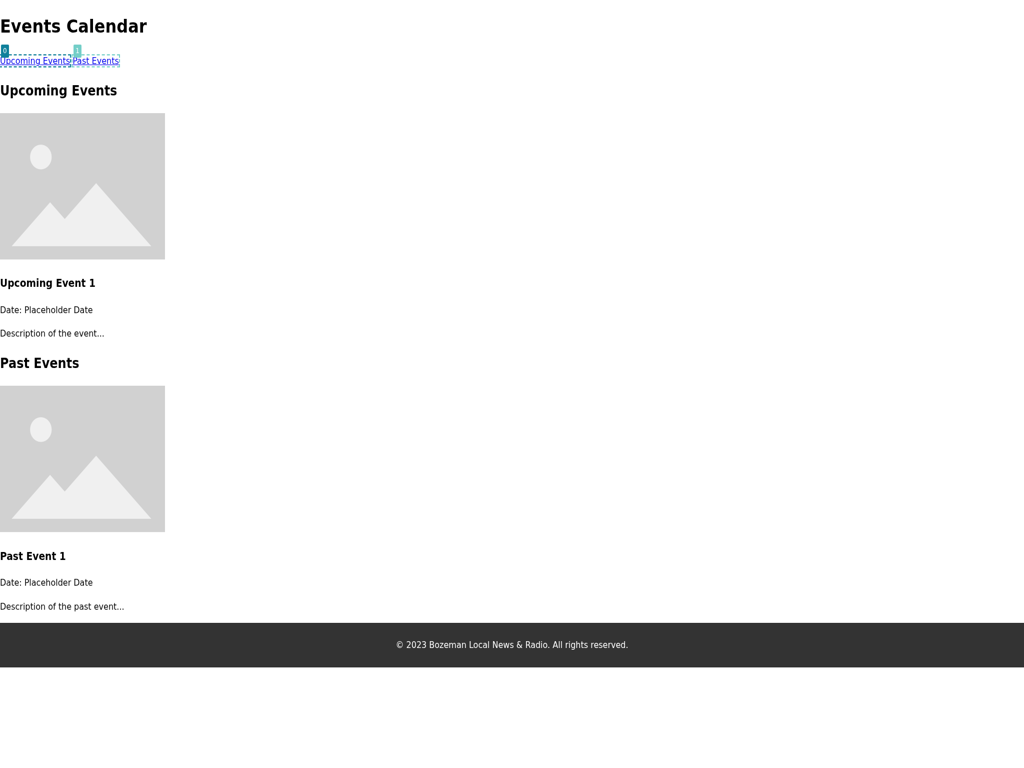 Events Calendar
0 1
Upcoming Events Past Events
Upcoming Events
Upcoming Event 1
Date: Placeholder Date
Description of the event...
Past Events
Past Event 1
Date: Placeholder Date
Description of the past event...
© 2023 Bozeman Local News & Radio. All rights reserved.